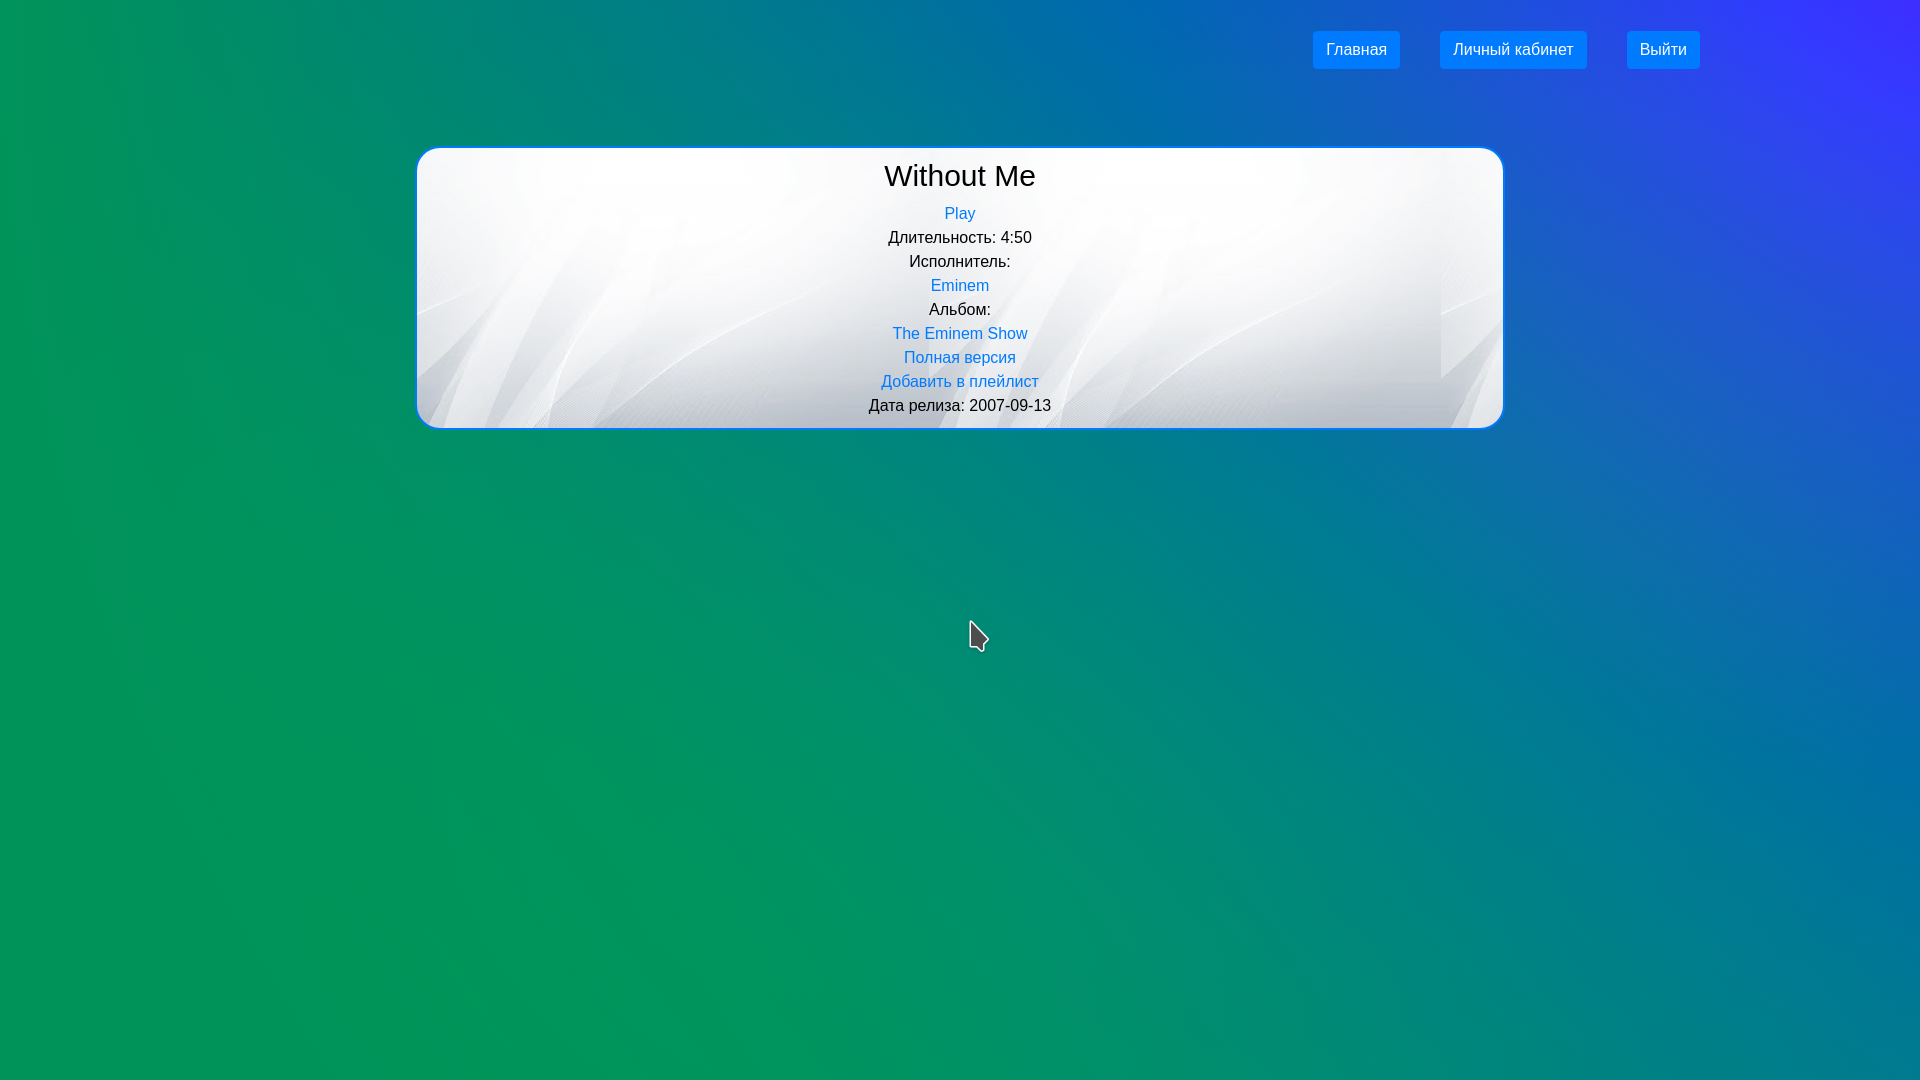 Главная
Личный кабинет
Выйти
Without Me
Play
Длительность: 4:50
Исполнитель:
Eminem
Альбом:
The Eminem Show
Полная версия
Добавить в плейлист
Дата релиза: 2007-09-13